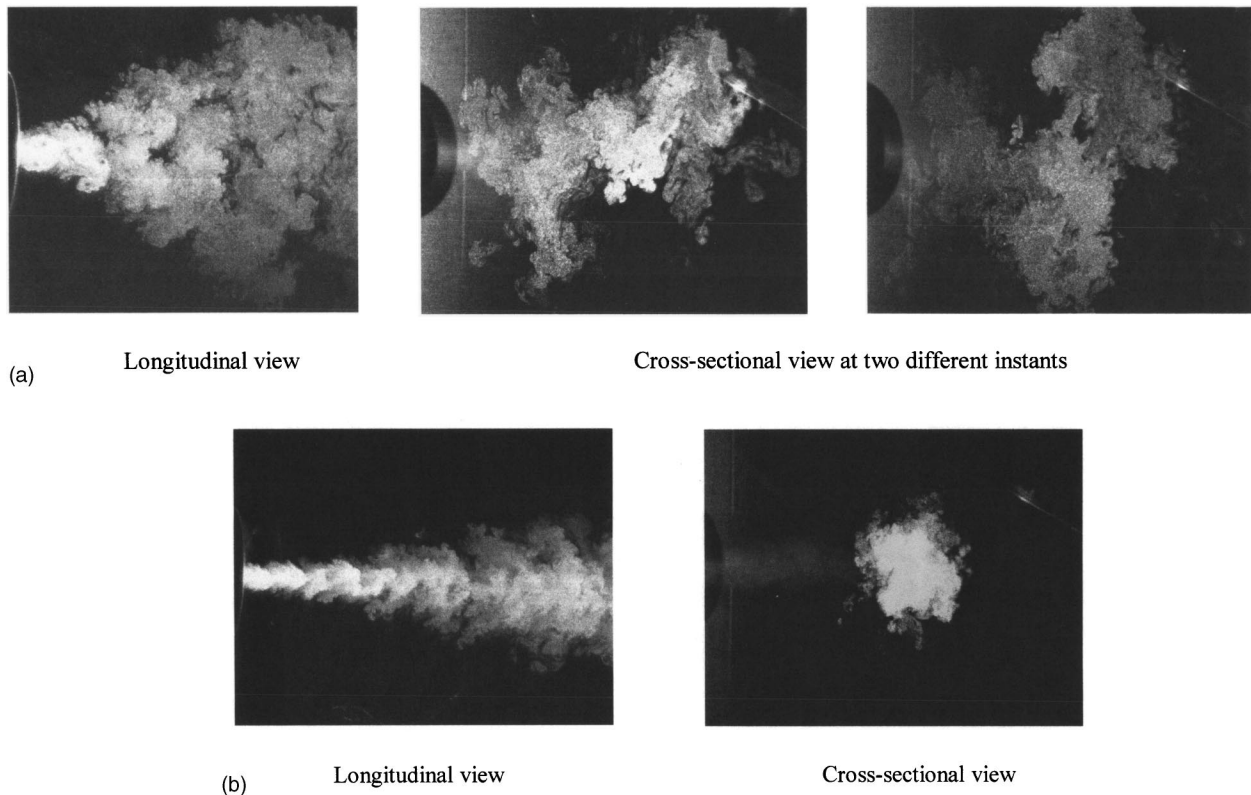 Longitudinal view
Cross-sectional view at two different instants
(a)
Longitudinal view
Cross-sectional view
(b)